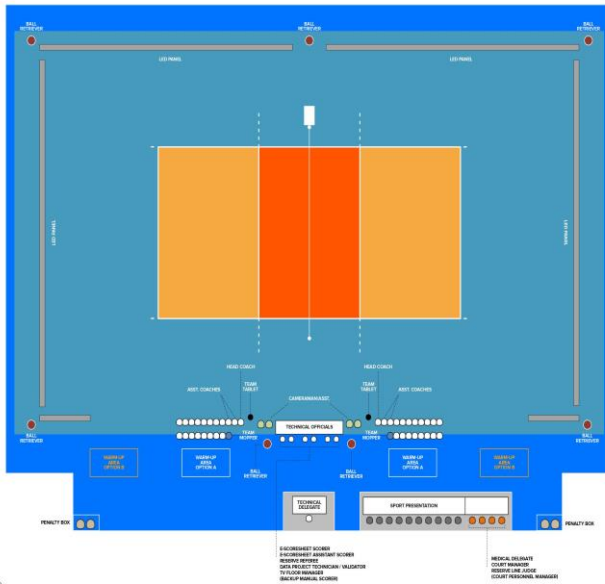 BALL
RETRIEVER
BALL
RETRIEVER
BALL
RETRIEVER
LED PANEL
LED PANEL
LED PANEL
LED PANEL
HEAD COACH
HEAD COACH
ASST. COACHES
TEAM
TABLET
CAMERAMAN ASST
TEAM
TABLET
ASST. COACHES
BALL
RETRIEVER
TEAM
MOPPER
TECHNICAL OFFICIALS
TEAM
MOPPER
BALL
RETRIEVER
WARM-UP
AREA
OPTION B
WARM-UP
AREA
OPTION A
BALL
RETRIEVER
BALL
RETRIEVER
WARM-UP
AREA
OPTION A
WARM-UP
AREA
OPTION B
PENALTY BOX
TECHNICAL
DELEGATE
SPORT PRESENTATION
PENALTY BOX
E-SCORESHEET SCORER
E-SCORESHEET ASSISTANT SCORER
RESERVE REFEREE
DATA PROJECT TECHNICIAN / VALIDATOR
TV FLOOR MANAGER
(BACKUP MANUAL SCORER)
MEDICAL DELEGATE
COURT MANAGER
RESERVE LINE JUDGE
(COURT PERSONNEL MANAGER)